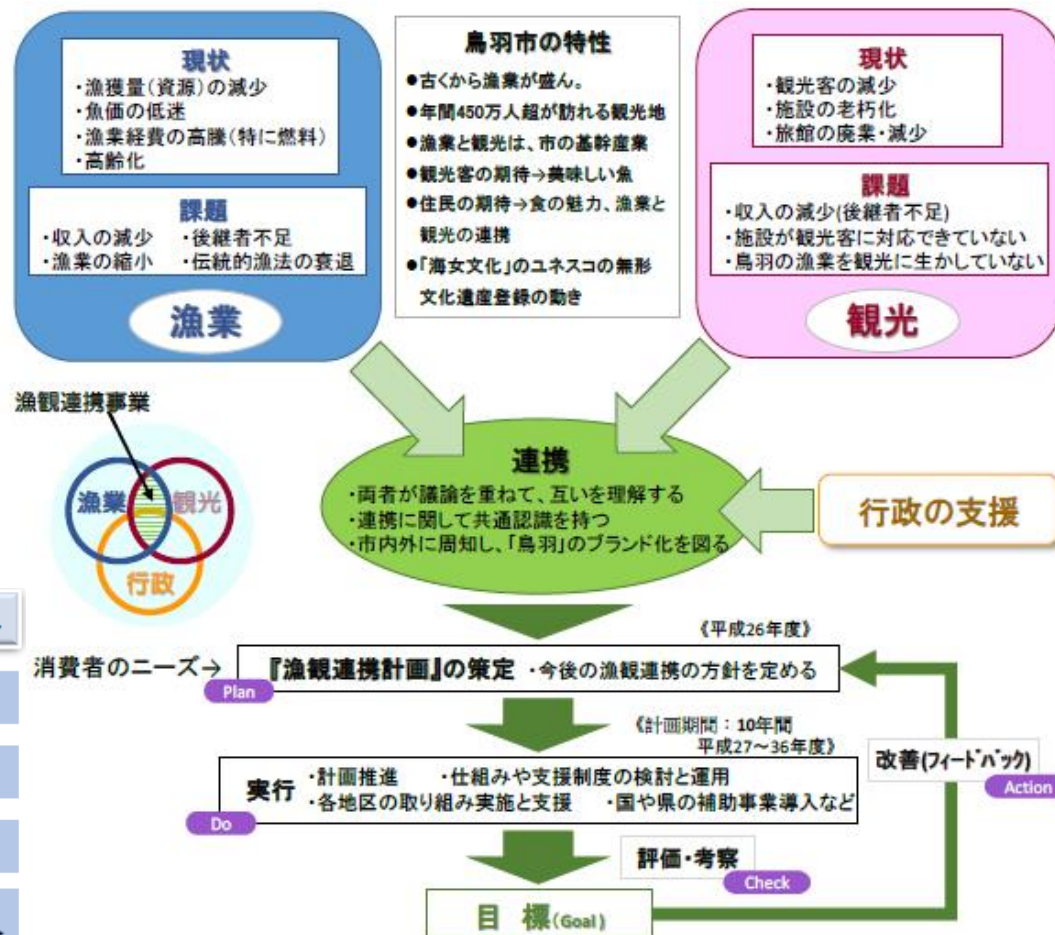 現状
・漁獲量(資源)の減少
・魚価の低迷
・漁業経費の高騰(特に燃料)
・高齢化
課題
・収入の減少 ・後継者不足
・漁業の縮小 ・伝統的漁法の衰退
漁業
鳥羽市の特性
●古くから漁業が盛ん。
●年間450万人超が訪れる観光地
●漁業と観光は、市の基幹産業
●観光客の期待→美味しい魚
●住民の期待→食の魅力、漁業と
観光の連携
●「海女文化」のユネスコの無形
文化遺産登録の動き
現状
・観光客の減少
・施設の老朽化
・旅館の廃業・減少
課題
・収入の減少(後継者不足)
・施設が観光客に対応できていない
・鳥羽の漁業を観光に生かしていない
観光
漁観連携事業
漁業
観光
行政
連携
・両者が議論を重ねて、互いを理解する
・連携に関して共通認識を持つ
・市内外に周知し、「鳥羽」のブランド化を図る
行政の支援
《平成26年度》
消費者のニーズ→
『漁観連携計画』の策定 ・今後の漁観連携の方針を定める
Plan
《計画期間:10年間
平成27~36年度》
実行
・計画推進 ・仕組みや支援制度の検討と運用
・各地区の取り組み実施と支援 ・国や県の補助事業導入など
Do
改善(フィードバック)
Action
評価・考察
Check
目 標(Goal)